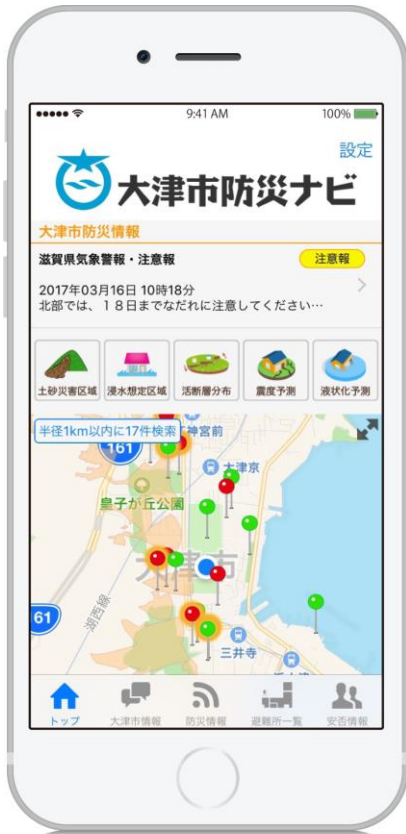 9:41 AM
100%
設定
大津市防災ナビ
大津市防災情報
滋賀県気象警報・注意報
注意報
2017年03月16日 10時18分
北部では、１８日までなだれに注意してください…
土砂災害区域
浸水想定区域
活断層分布
震度予測
液状化予測
半径1km以内に17件検索
神宮前
161
大津京
皇子が丘公園
大津市
湖西線
61
三井寺
トップ
大津市情報
防災情報
避難所一覧
安否情報